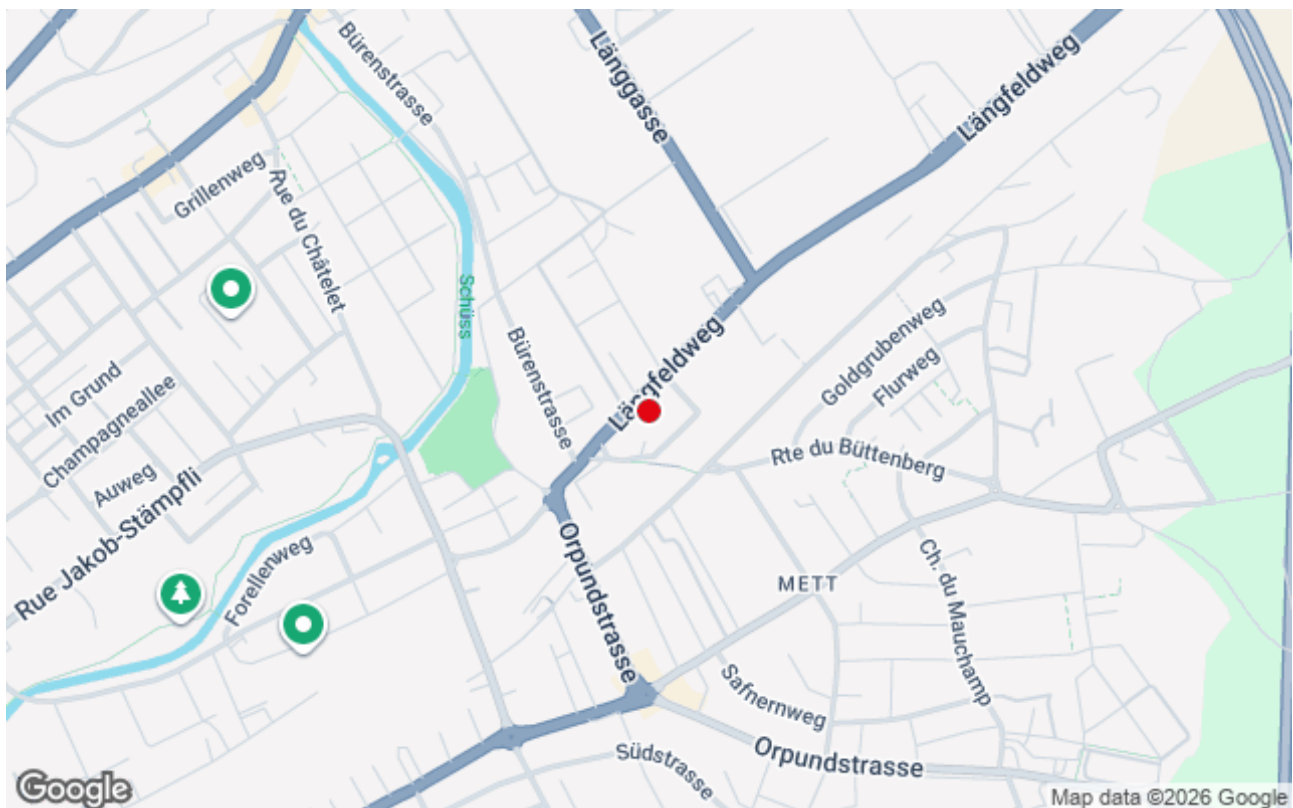 Bürenstrasse
Länggasse
Längfeldweg
Grillenweg
Rue du Châtelet
Schüss
Bürenstrasse
Längfeldweg
Goldgrubenweg
Flurweg
Im Grund
Champagneallee
Auweg
Rte du Büttenberg
Rue Jakob-Stämpfli
Forellenweg
Orpundstrasse
METT
Ch. du Mauchamp
Safnernweg
Südstrasse
Orpundstrasse
Google
Map data ©2026 Google